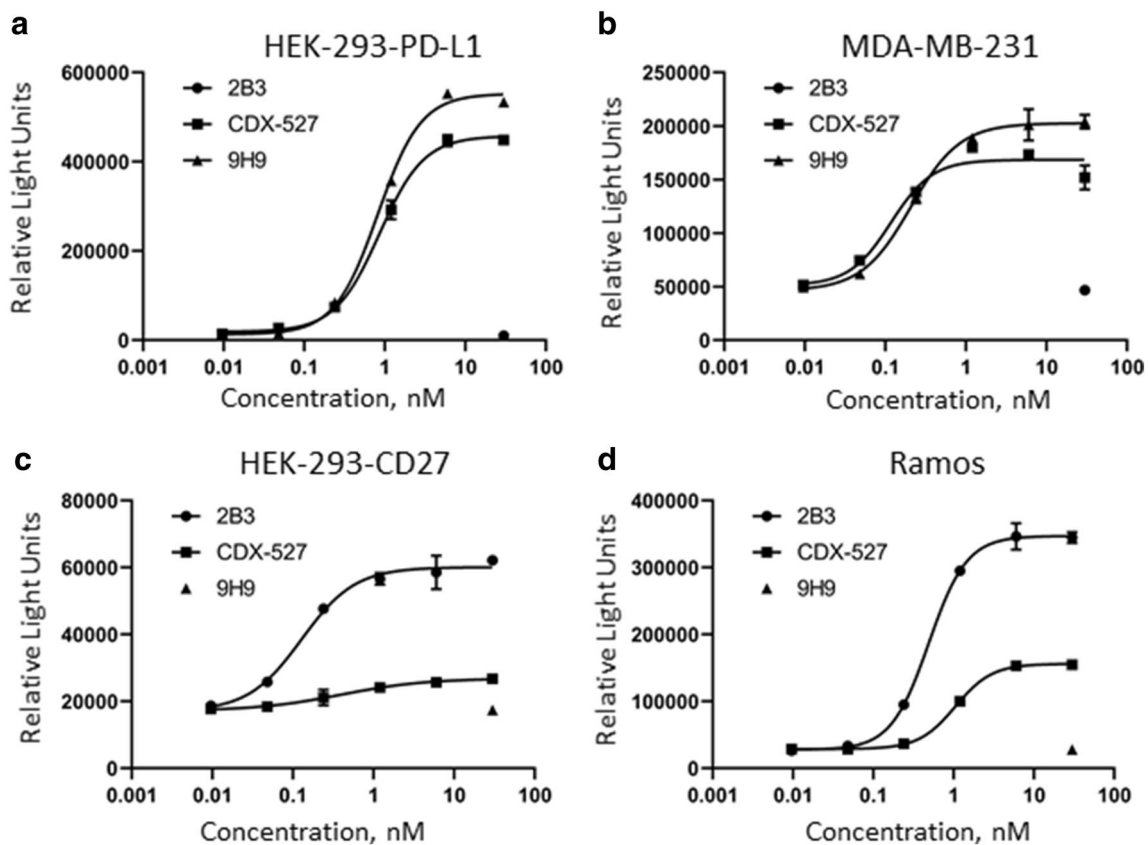 a
HEK-293-PD-L1
Relative Light Units
600000
400000
200000
0
2B3
CDX-527
9H9
0.001 0.01 0.1 1 10 100
Concentration, nM
b
MDA-MB-231
Relative Light Units
250000
200000
150000
100000
50000
0
2B3
CDX-527
9H9
0.001 0.01 0.1 1 10 100
Concentration, nM
c
HEK-293-CD27
Relative Light Units
80000
60000
40000
20000
0
2B3
CDX-527
9H9
0.001 0.01 0.1 1 10 100
Concentration, nM
d
Ramos
Relative Light Units
400000
300000
200000
100000
0
2B3
CDX-527
9H9
0.001 0.01 0.1 1 10 100
Concentration, nM